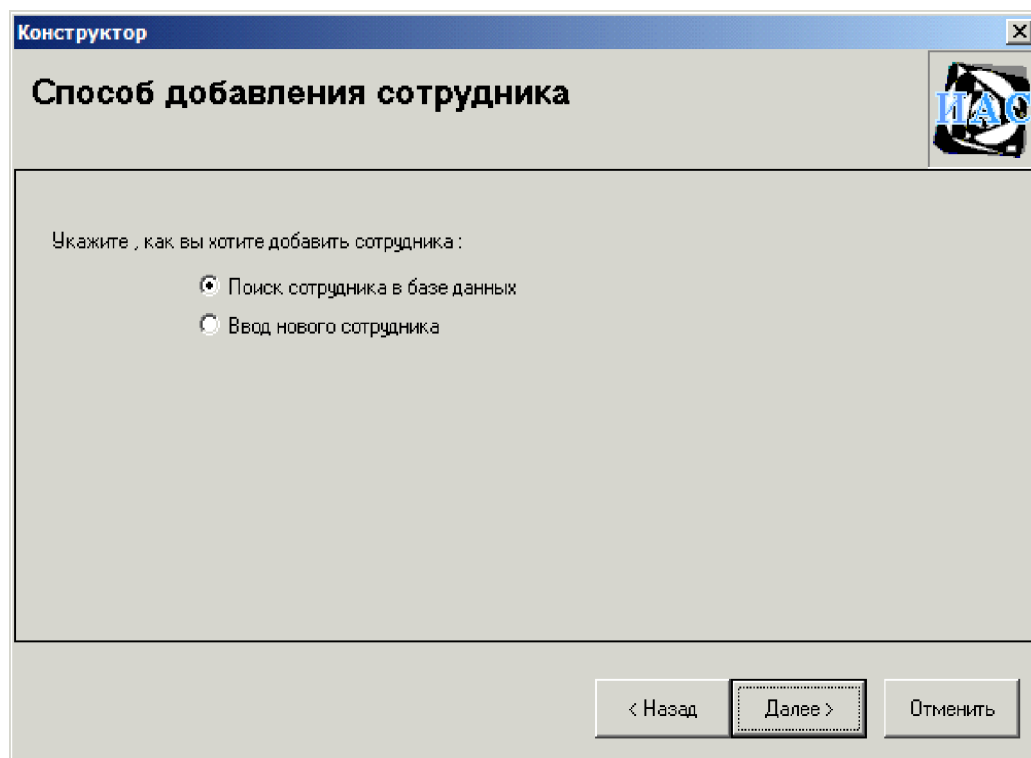 Конструктор
Способ добавления сотрудника
ИАС
Укажите , как вы хотите добавить сотрудника :
Поиск сотрудника в базе данных
Ввод нового сотрудника
< Назад
Далее >
Отменить